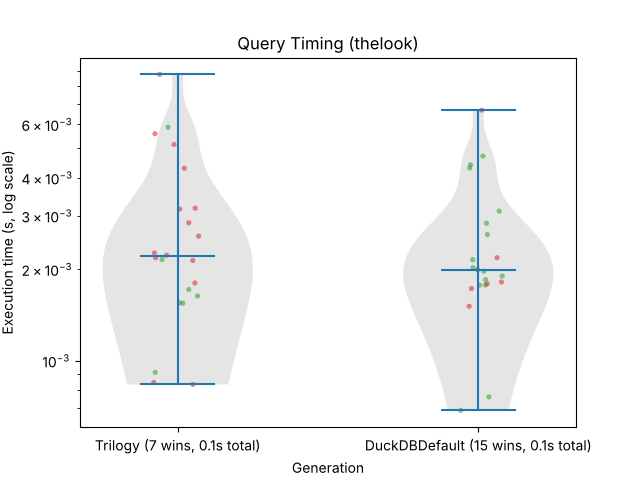 Query Timing (thelook)
Execution time (s, log scale)
6 × 10⁻³
4 × 10⁻³
3 × 10⁻³
2 × 10⁻³
10⁻³
Trilogy (7 wins, 0.1s total)
DuckDBDefault (15 wins, 0.1s total)
Generation